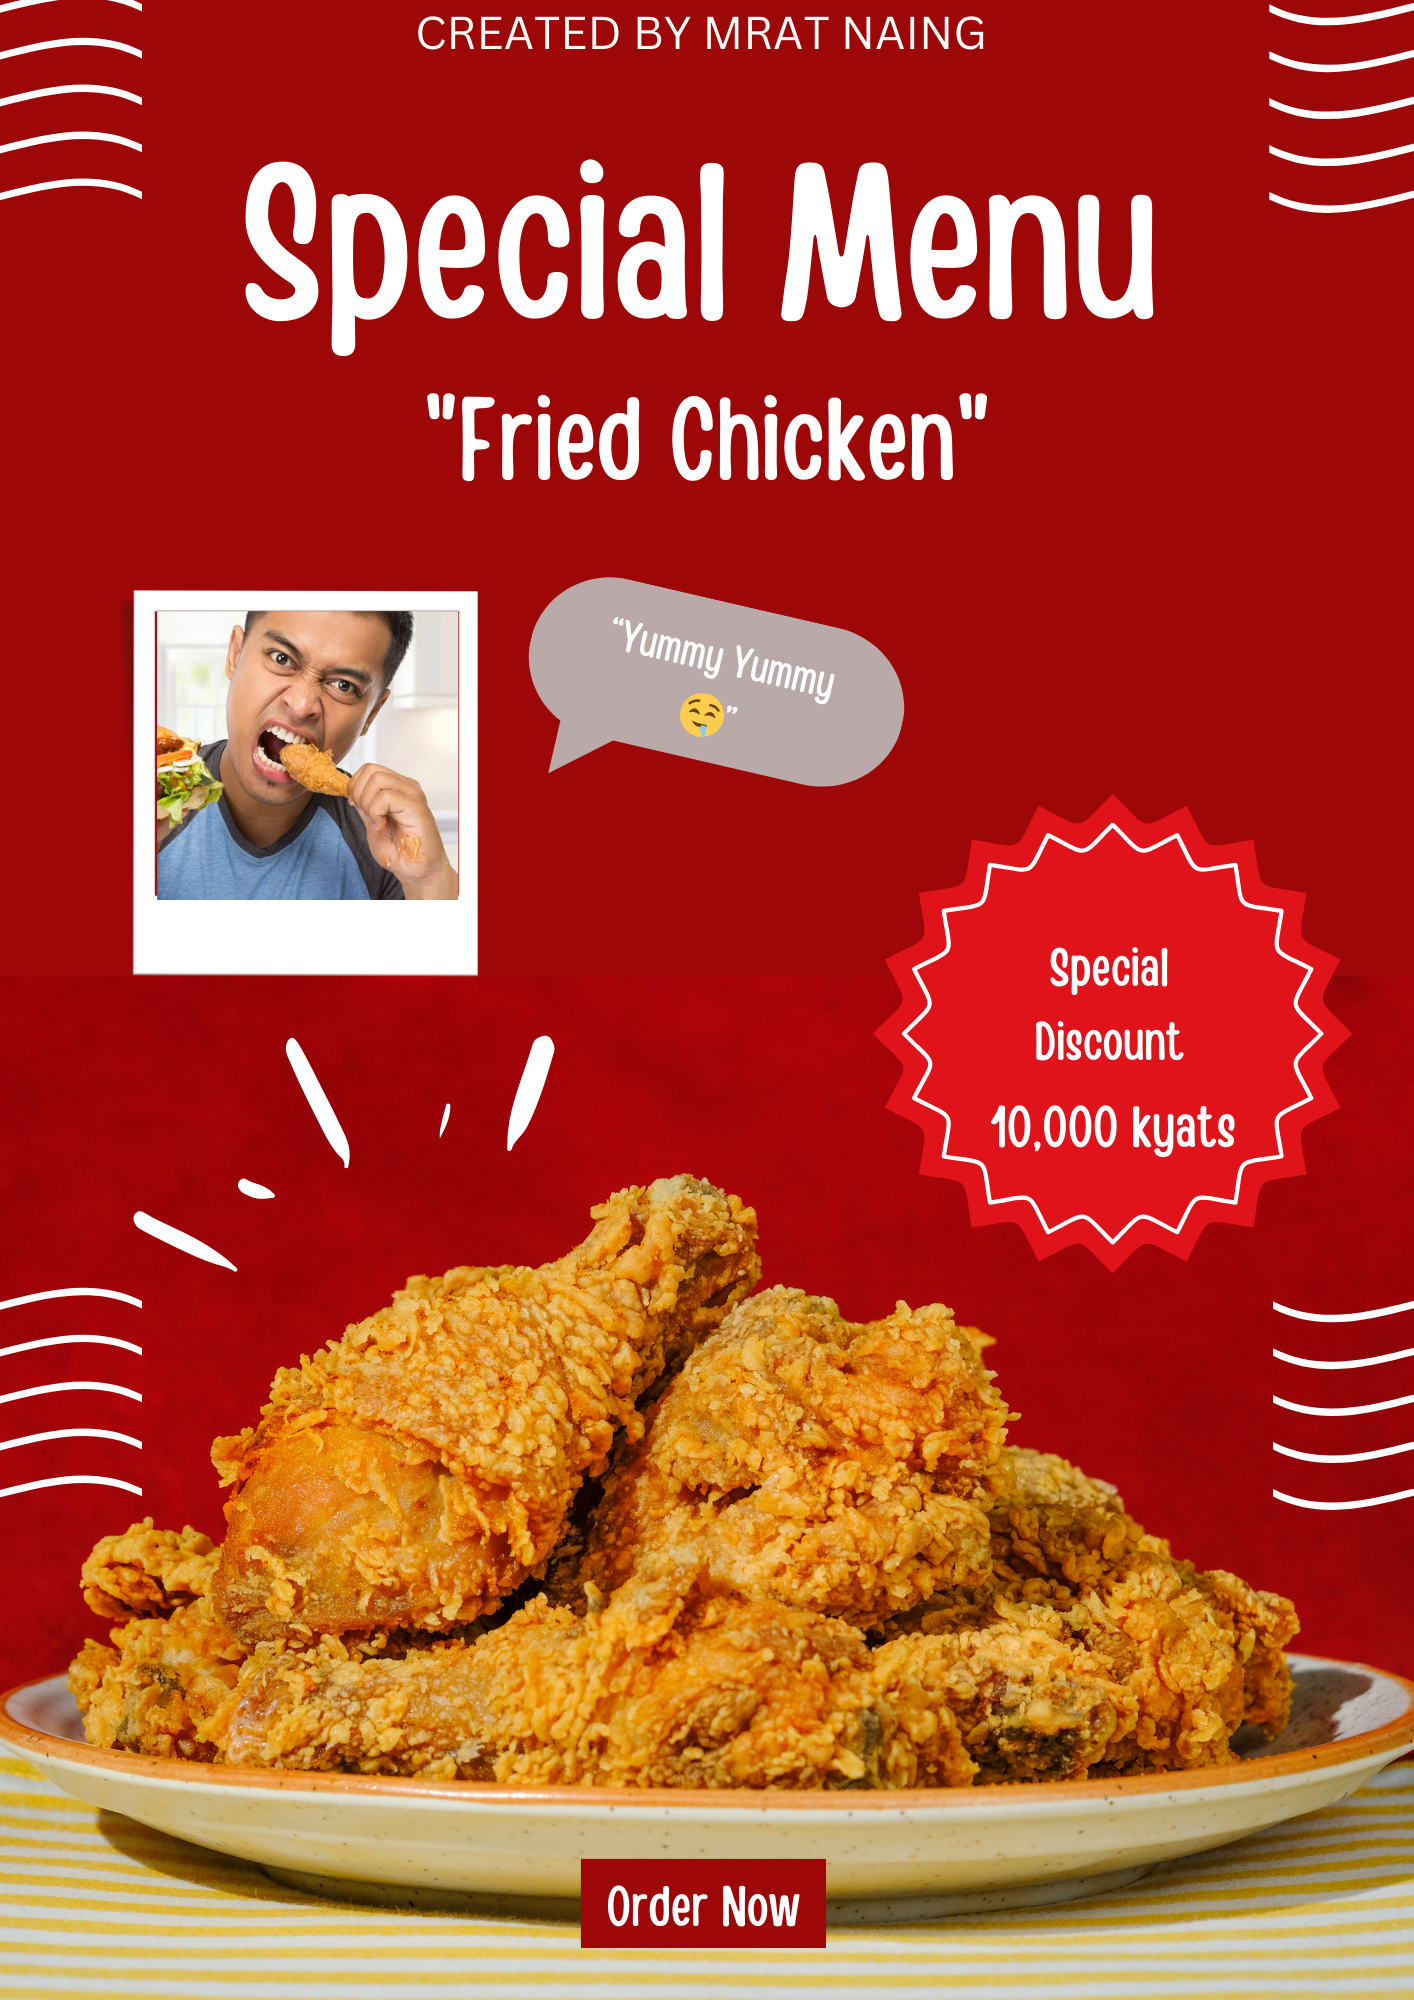 CREATED BY MRAT NAING
Special Menu
"Fried Chicken"
“Yummy Yummy
🤤”
Special
Discount
10,000 kyats
Order Now